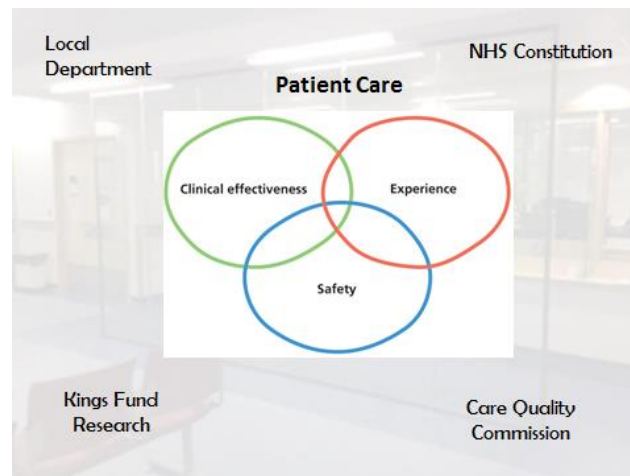 Local
Department
NHS Constitution
Patient Care
Clinical effectiveness
Experience
Safety
Kings Fund
Research
Care Quality
Commission